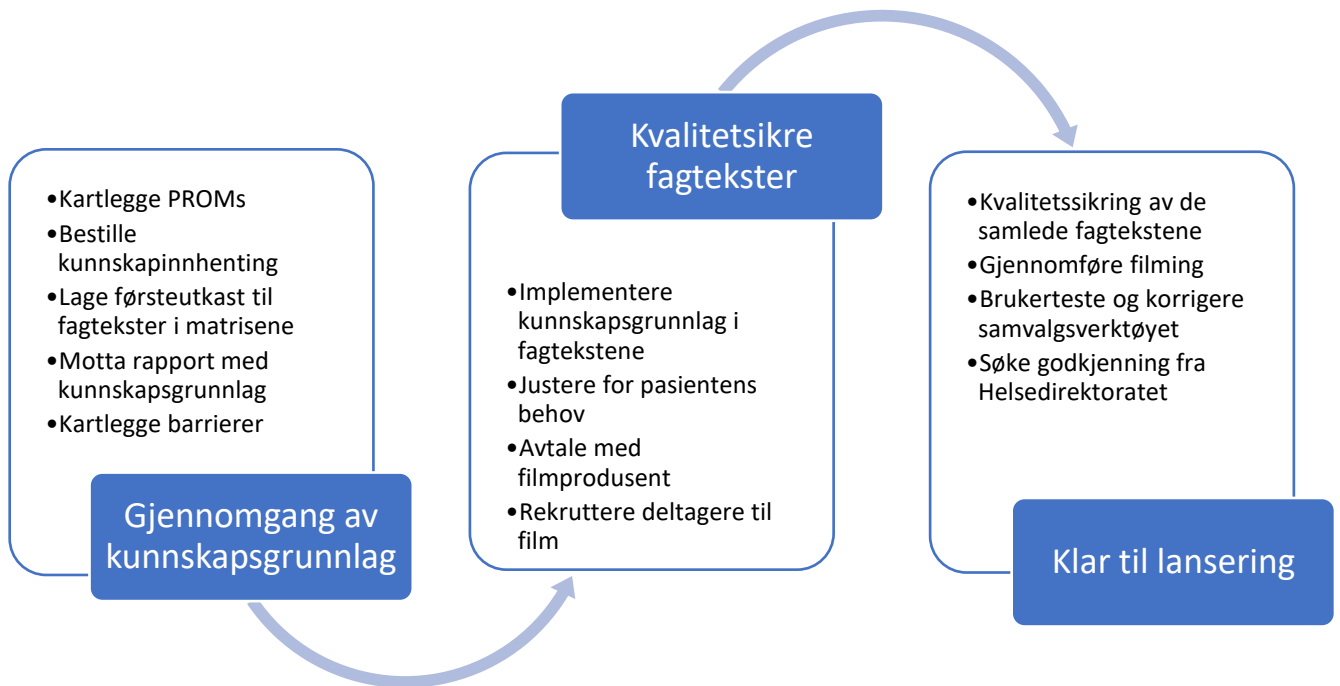 •Kartlegge PROMs
•Bestille
kunnskapinnhenting
•Lage førsteutkast til
fagtekster i matrisene
•Motta rapport med
kunnskapsgrunnlag
•Kartlegge barrierer
Gjennomgang av
kunnskapsgrunnlag
Kvalitetsikre
fagtekster
•Implementere
kunnskapsgrunnlag i
fagtekstene
•Justere for pasientens
behov
•Avtale med
filmprodusent
•Rekruttere deltagere til
film
•Kvalitetssikring av de
samlede fagtekstene
•Gjennomføre filming
•Brukerteste og korrigere
samvalgsverktøyet
•Søke godkjenning fra
Helsedirektoratet
Klar til lansering